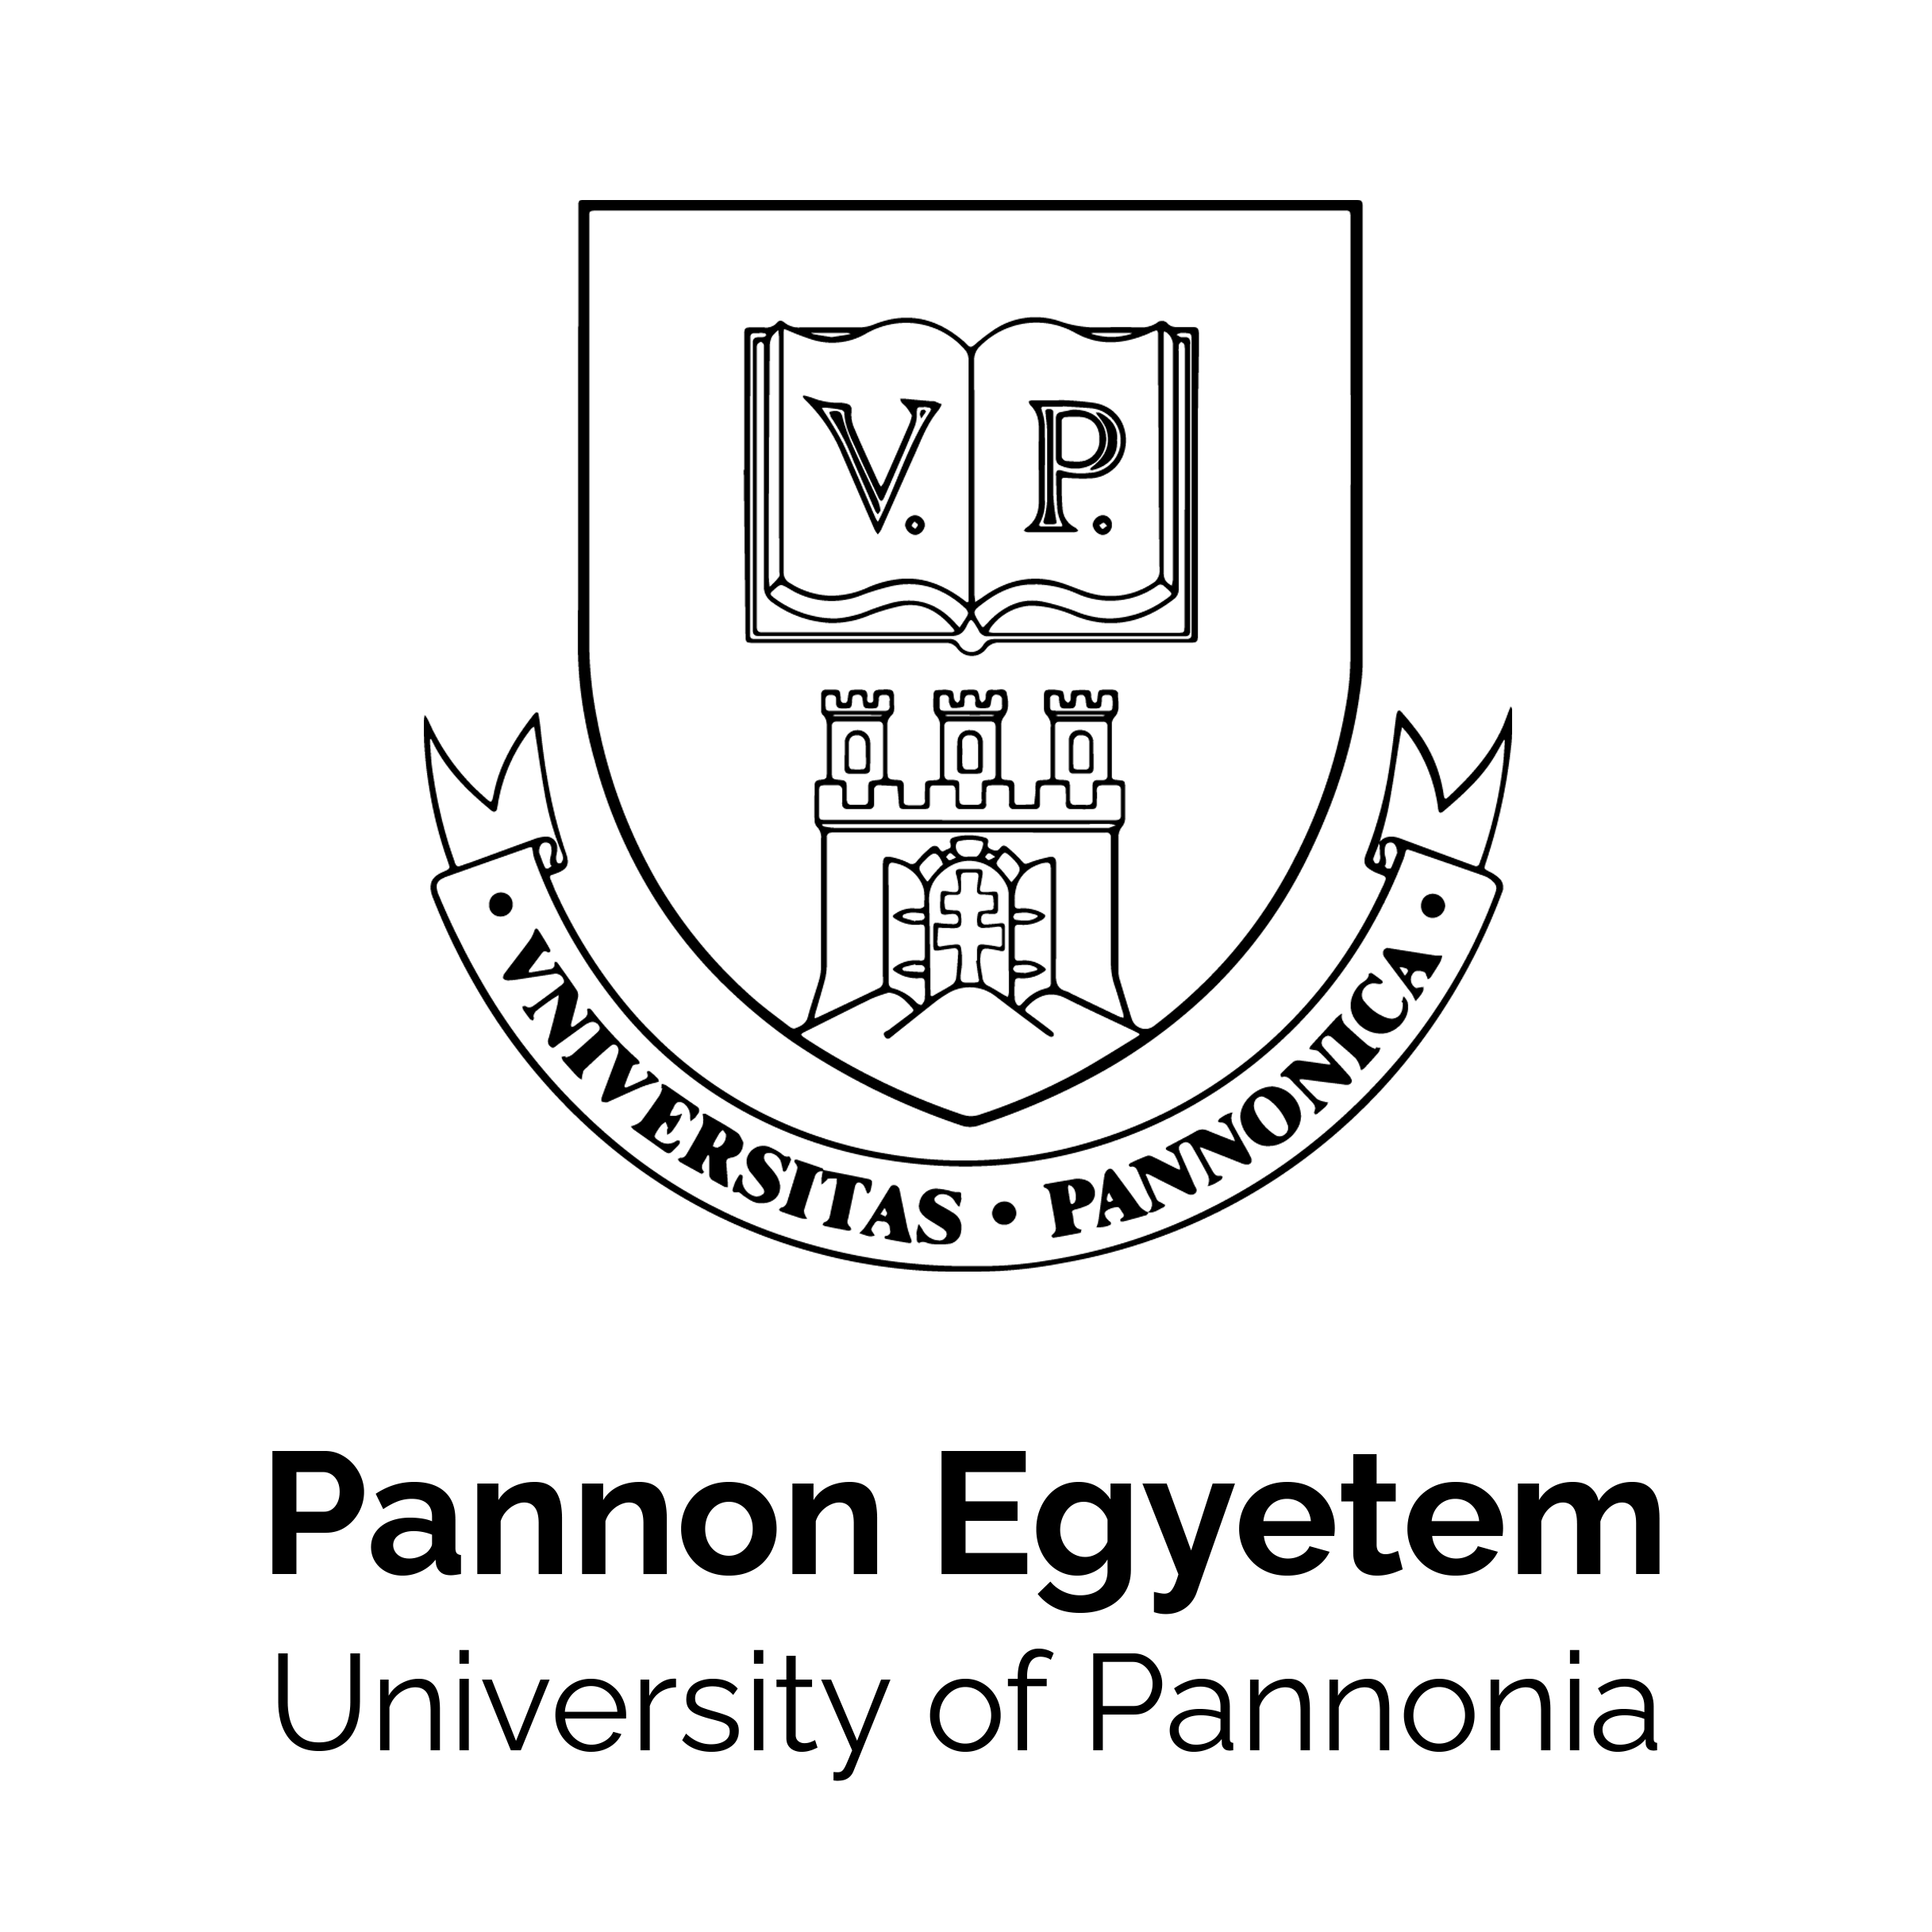 V. P.
• VNIVERSITAS • PANNONICA •
Pannon Egyetem
University of Pannonia